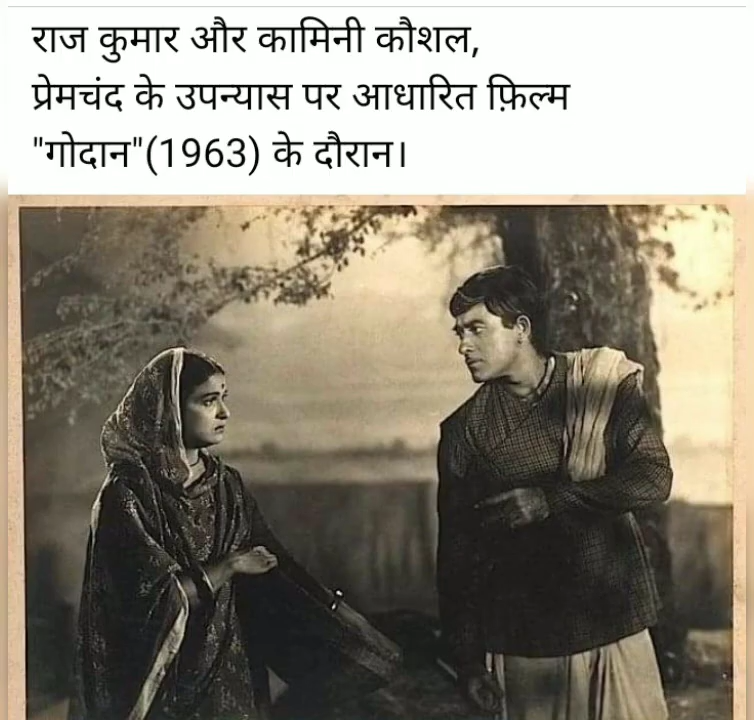 राज कुमार और कामिनी कौशल,
प्रेमचंद के उपन्यास पर आधारित फ़िल्म
"गोदान"(1963) के दौरान।